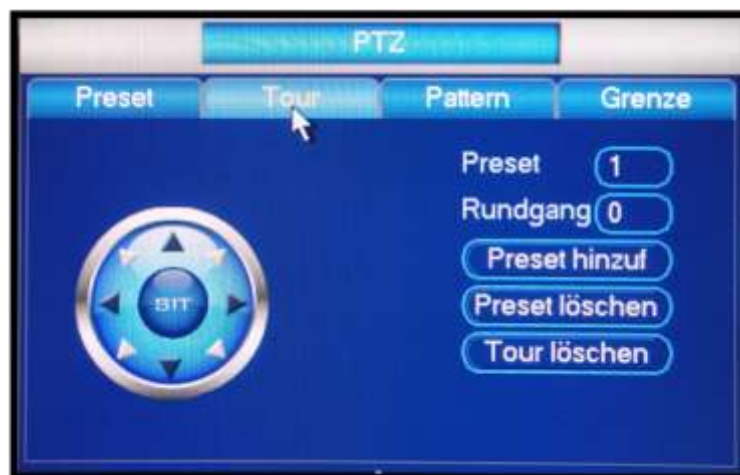 PTZ
Preset Tour Pattern Grenze
Preset 1
Rundgang 0
Preset hinzuf
Preset löschen
SIT
Tour löschen